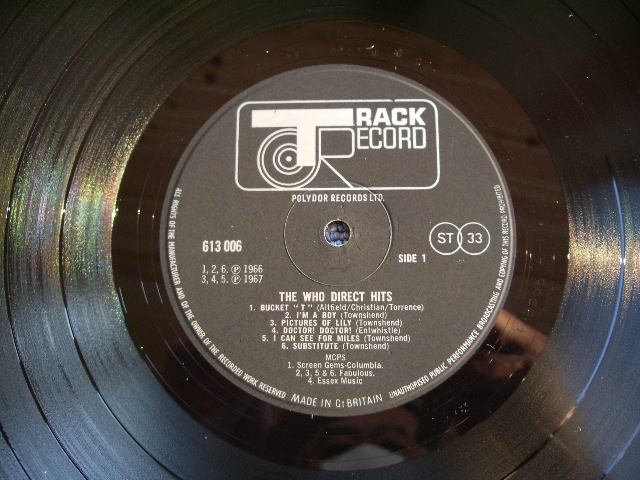 TRACK
RECORD
POLYDOR RECORDS LTD.
613 006
SIDE 1
ST 33
1, 2, 6. ℗ 1966
3, 4, 5. ℗ 1967
THE WHO DIRECT HITS
1. BUCKET "T" (Altfield/Christian/Torrence)
2. I'M A BOY (Townshend)
3. PICTURES OF LILY (Townshend)
4. DOCTOR! DOCTOR! (Entwhistle)
5. I CAN SEE FOR MILES (Townshend)
6. SUBSTITUTE (Townshend)
MCPS
1. Screen Gems-Columbia.
2, 3, 5 & 6. Fabulous.
4. Essex Music
ALL RIGHTS OF THE MANUFACTURER AND OF THE OWNER OF THE RECORDED WORK RESERVED
UNAUTHORISED PUBLIC PERFORMANCE BROADCASTING AND COPYING OF THIS RECORD PROHIBITED
MADE IN Gt BRITAIN